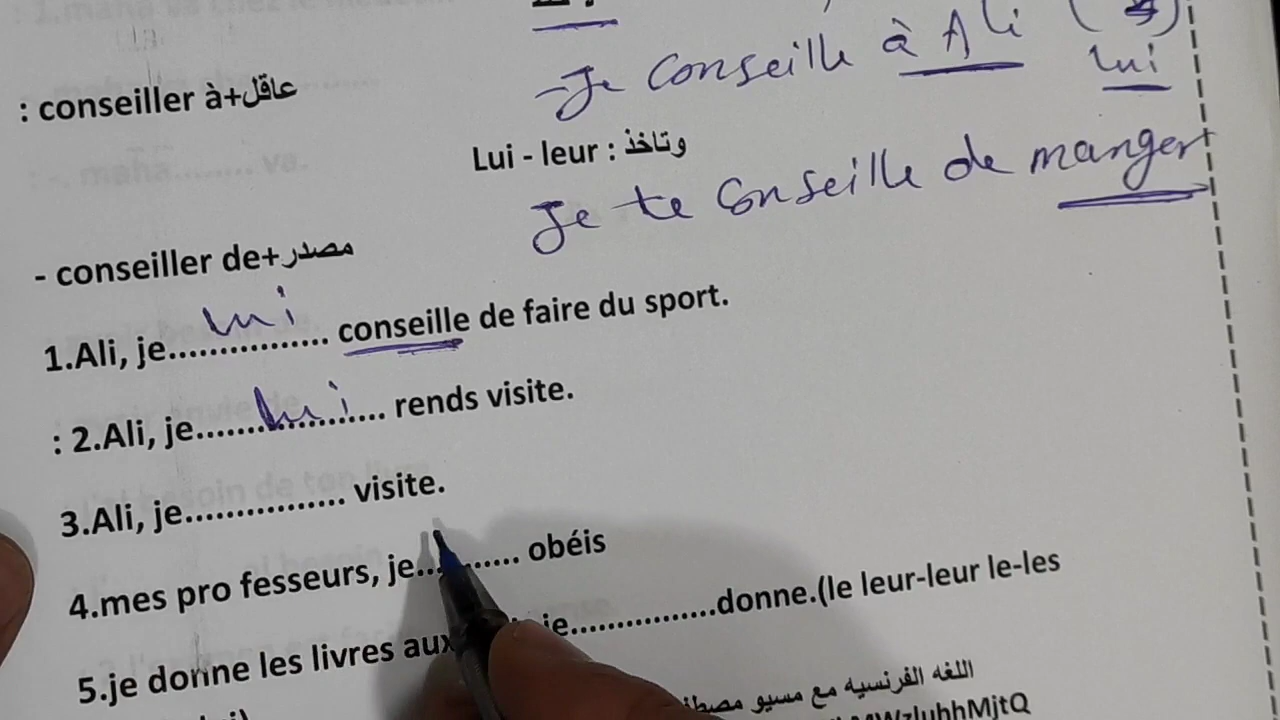 - Je conseille à Ali
lui
: conseiller à+عاقل
Lui - leur : وتاخذ
Je te conseille de manger
- conseiller de+مصدر
1.Ali, je................ conseille de faire du sport.
lui
: 2.Ali, je................... rends visite.
lui
3.Ali, je................ visite.
4.mes pro fesseurs, je.......... obéis
5.je donne les livres aux je................donne.(le leur-leur le-les
اللغه الفرنسيه مع مسيو